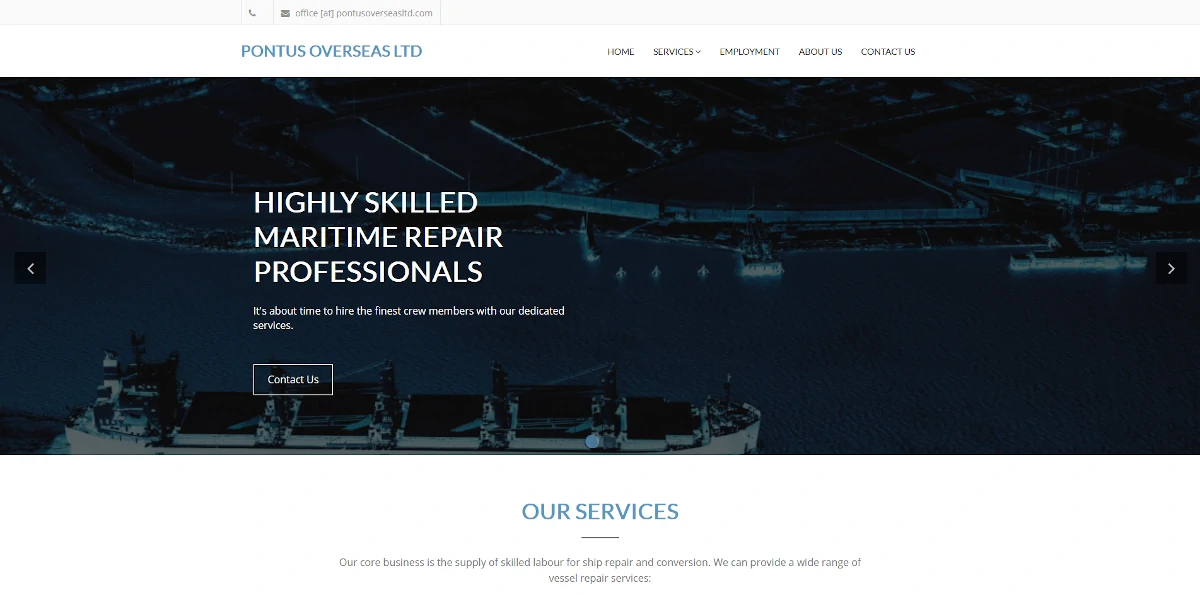 office [at] pontusoverseasltd.com
PONTUS OVERSEAS LTD
HOME SERVICES EMPLOYMENT ABOUT US CONTACT US
HIGHLY SKILLED
MARITIME REPAIR
PROFESSIONALS
It's about time to hire the finest crew members with our dedicated
services.
Contact Us
OUR SERVICES
Our core business is the supply of skilled labour for ship repair and conversion. We can provide a wide range of
vessel repair services: